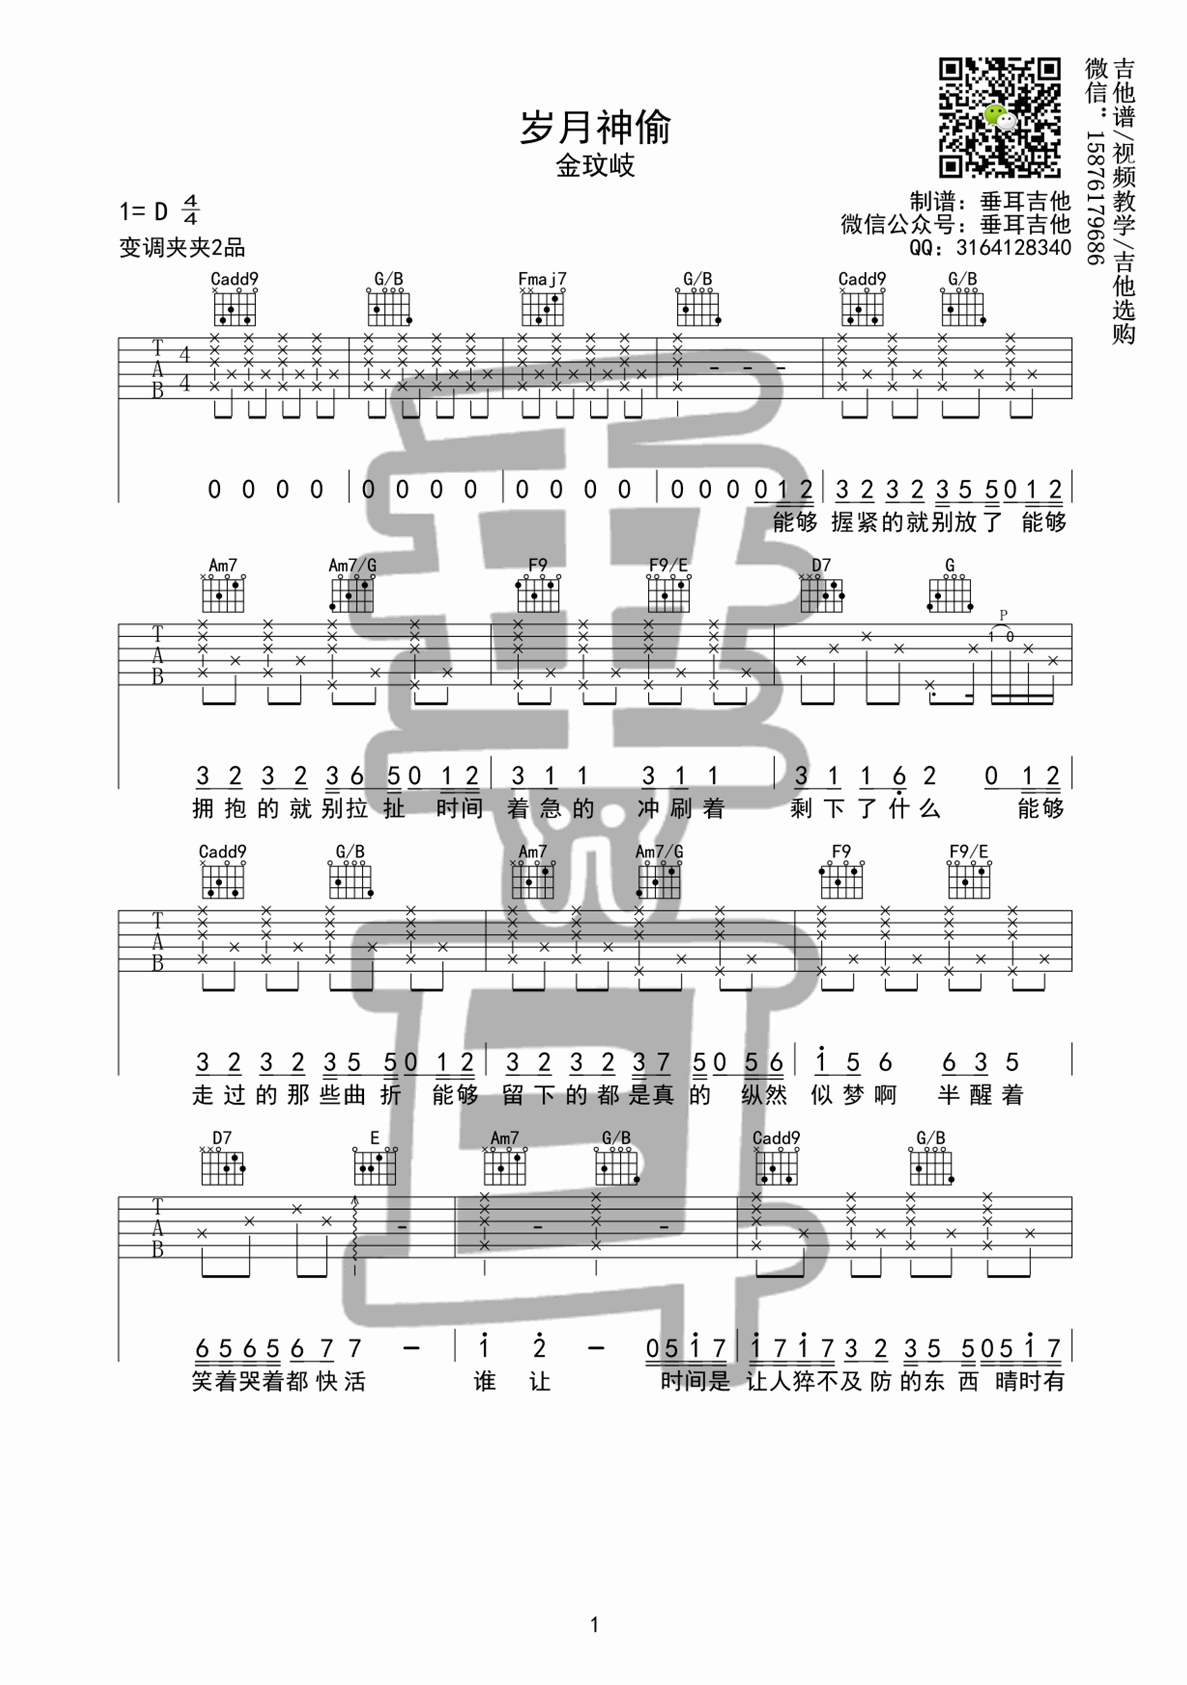 岁月神偷
金玟岐
吉他谱/视频教学/吉他选购
微信: 15876179686
1= D 4/4
变调夹夹2品
制谱: 垂耳吉他
微信公众号: 垂耳吉他
QQ: 3164128340
Cadd9 G/B Fmaj7 G/B Cadd9 G/B
T A B 4 4
0 0 0 0 0 0 0 0 0 0 0 0 0 0 0 0 1 2 3 2 3 2 3 5 5 0 1 2
能够 握紧的就别放了 能够
Am7 Am7/G F9 F9/E D7 G
P
T A B 1 0
3 2 3 2 3 6 5 0 1 2 3 1 1 3 1 1 3 1 1 6 2 0 1 2
拥抱的就别拉扯 时间 着急的 冲刷着 剩下了什么 能够
Cadd9 G/B Am7 Am7/G F9 F9/E
T A B
3 2 3 2 3 5 5 0 1 2 3 2 3 2 3 7 5 0 5 6 1 5 6 6 3 5
走过的那些曲折 能够 留下的都是真的 纵然 似梦啊 半醒着
D7 E Am7 G/B Cadd9 G/B
T A B
6 5 6 5 6 7 7 – 1 2 – 0 5 1 7 1 7 1 7 3 2 3 5 5 0 5 1 7
笑着哭着都快活 谁 让 时间是 让人猝不及防的东西 晴时有
1